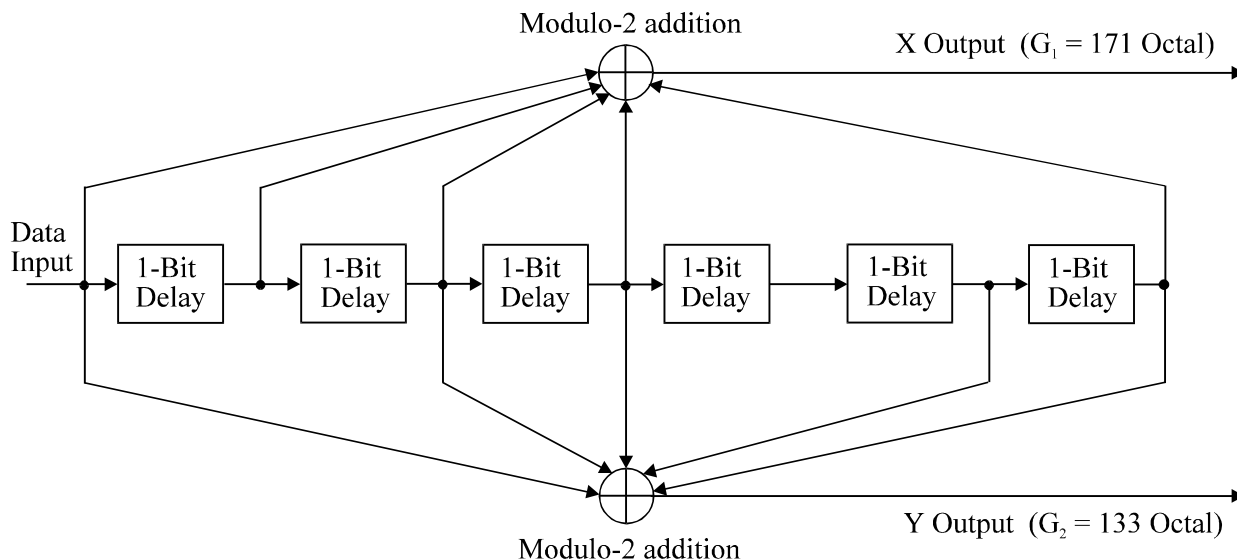 Modulo-2 addition
X Output (G₁ = 171 Octal)
Data
Input
1-Bit
Delay
1-Bit
Delay
1-Bit
Delay
1-Bit
Delay
1-Bit
Delay
1-Bit
Delay
Y Output (G₂ = 133 Octal)
Modulo-2 addition